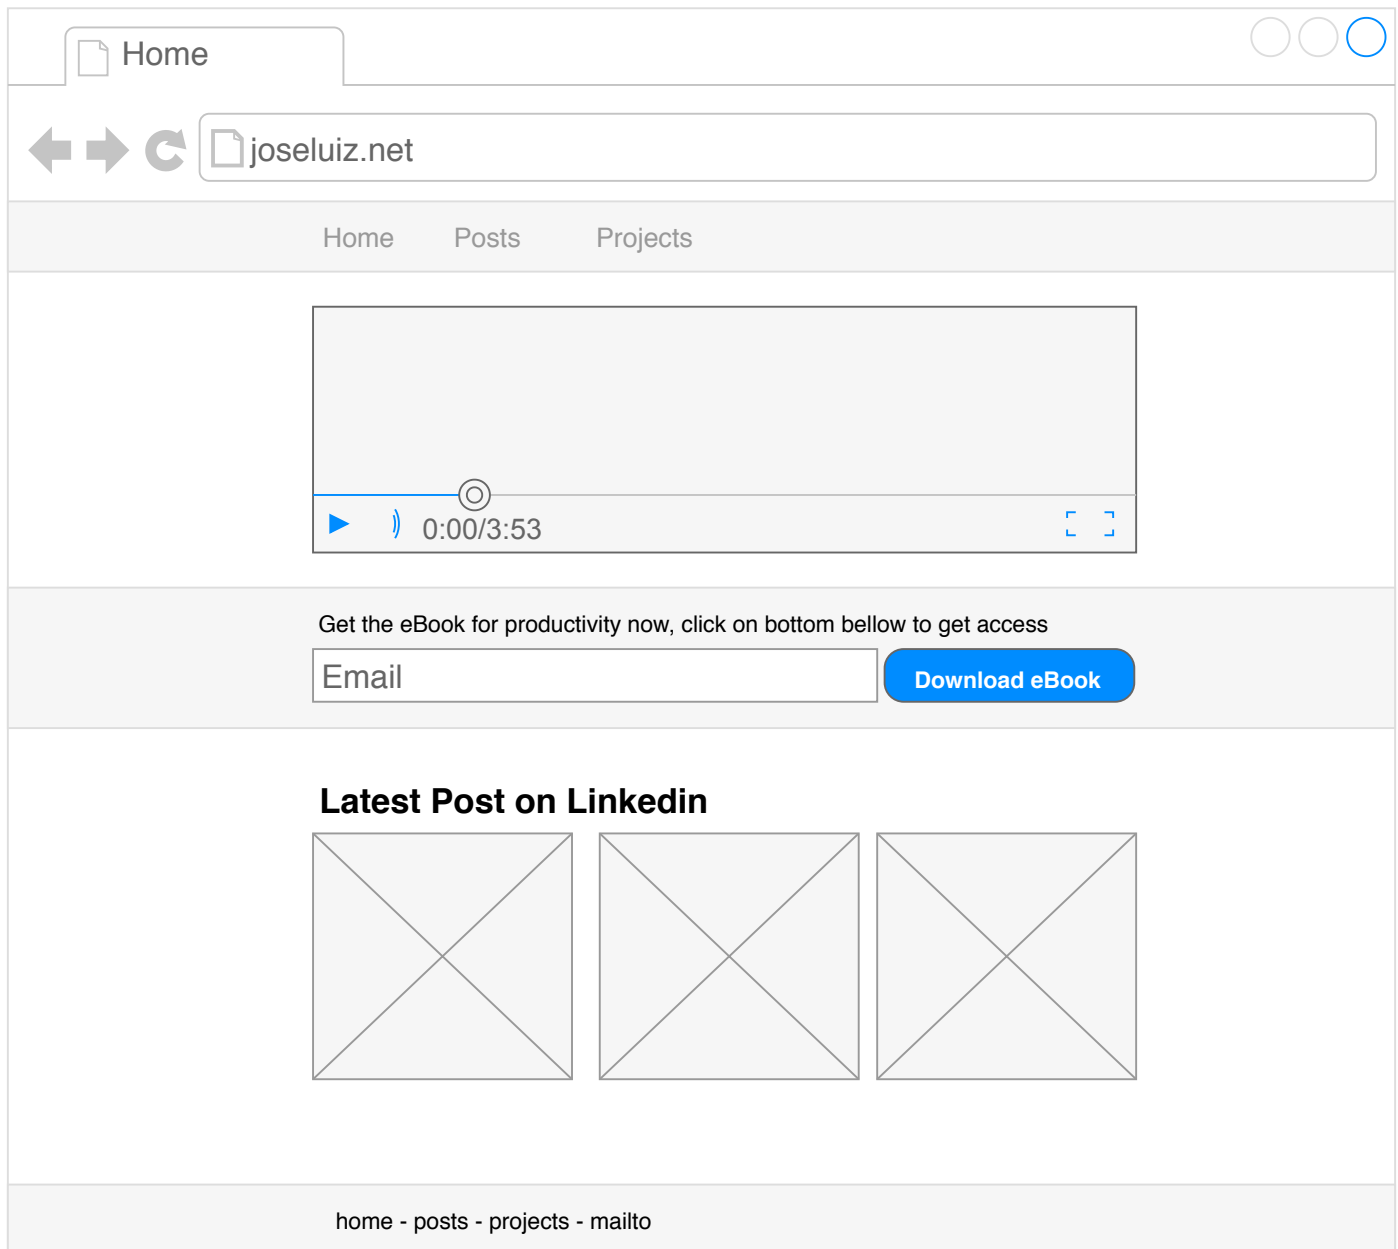 Home
joseluiz.net
Home Posts Projects
0:00/3:53
Get the eBook for productivity now, click on bottom bellow to get access
Email Download eBook
Latest Post on Linkedin
home - posts - projects - mailto